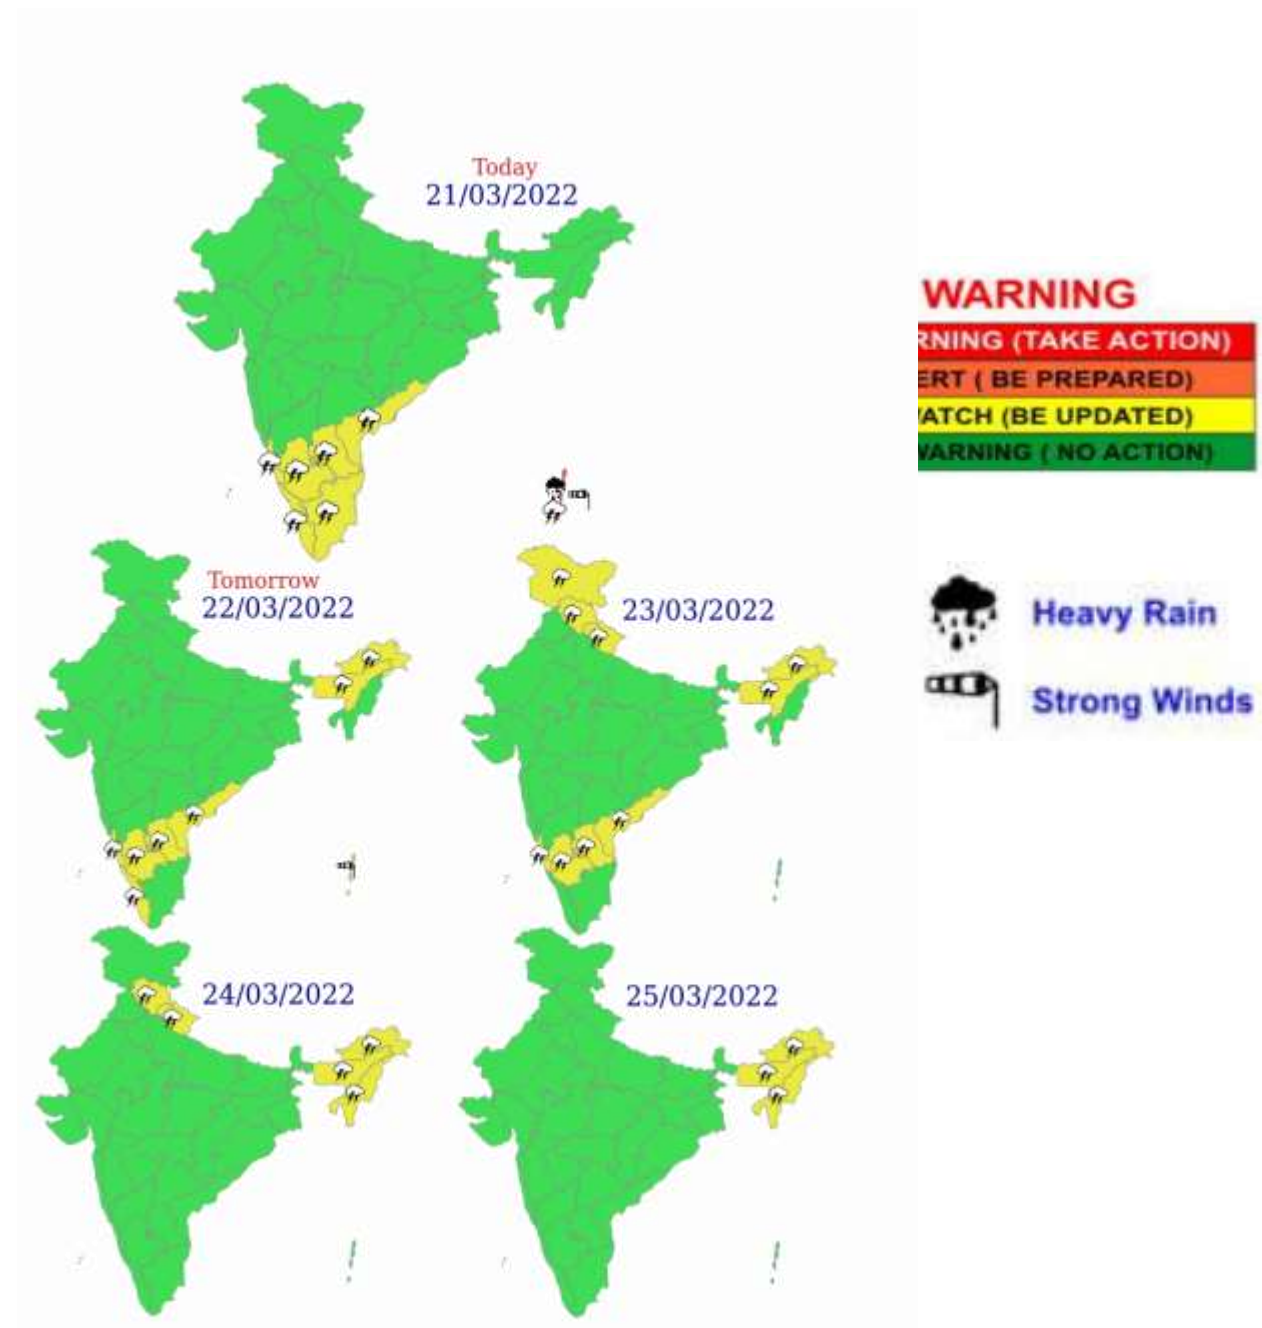 Today
21/03/2022
WARNING
RNING (TAKE ACTION)
ERT ( BE PREPARED)
ATCH (BE UPDATED)
WARNING ( NO ACTION)
Tomorrow
22/03/2022
23/03/2022
Heavy Rain
Strong Winds
24/03/2022
25/03/2022